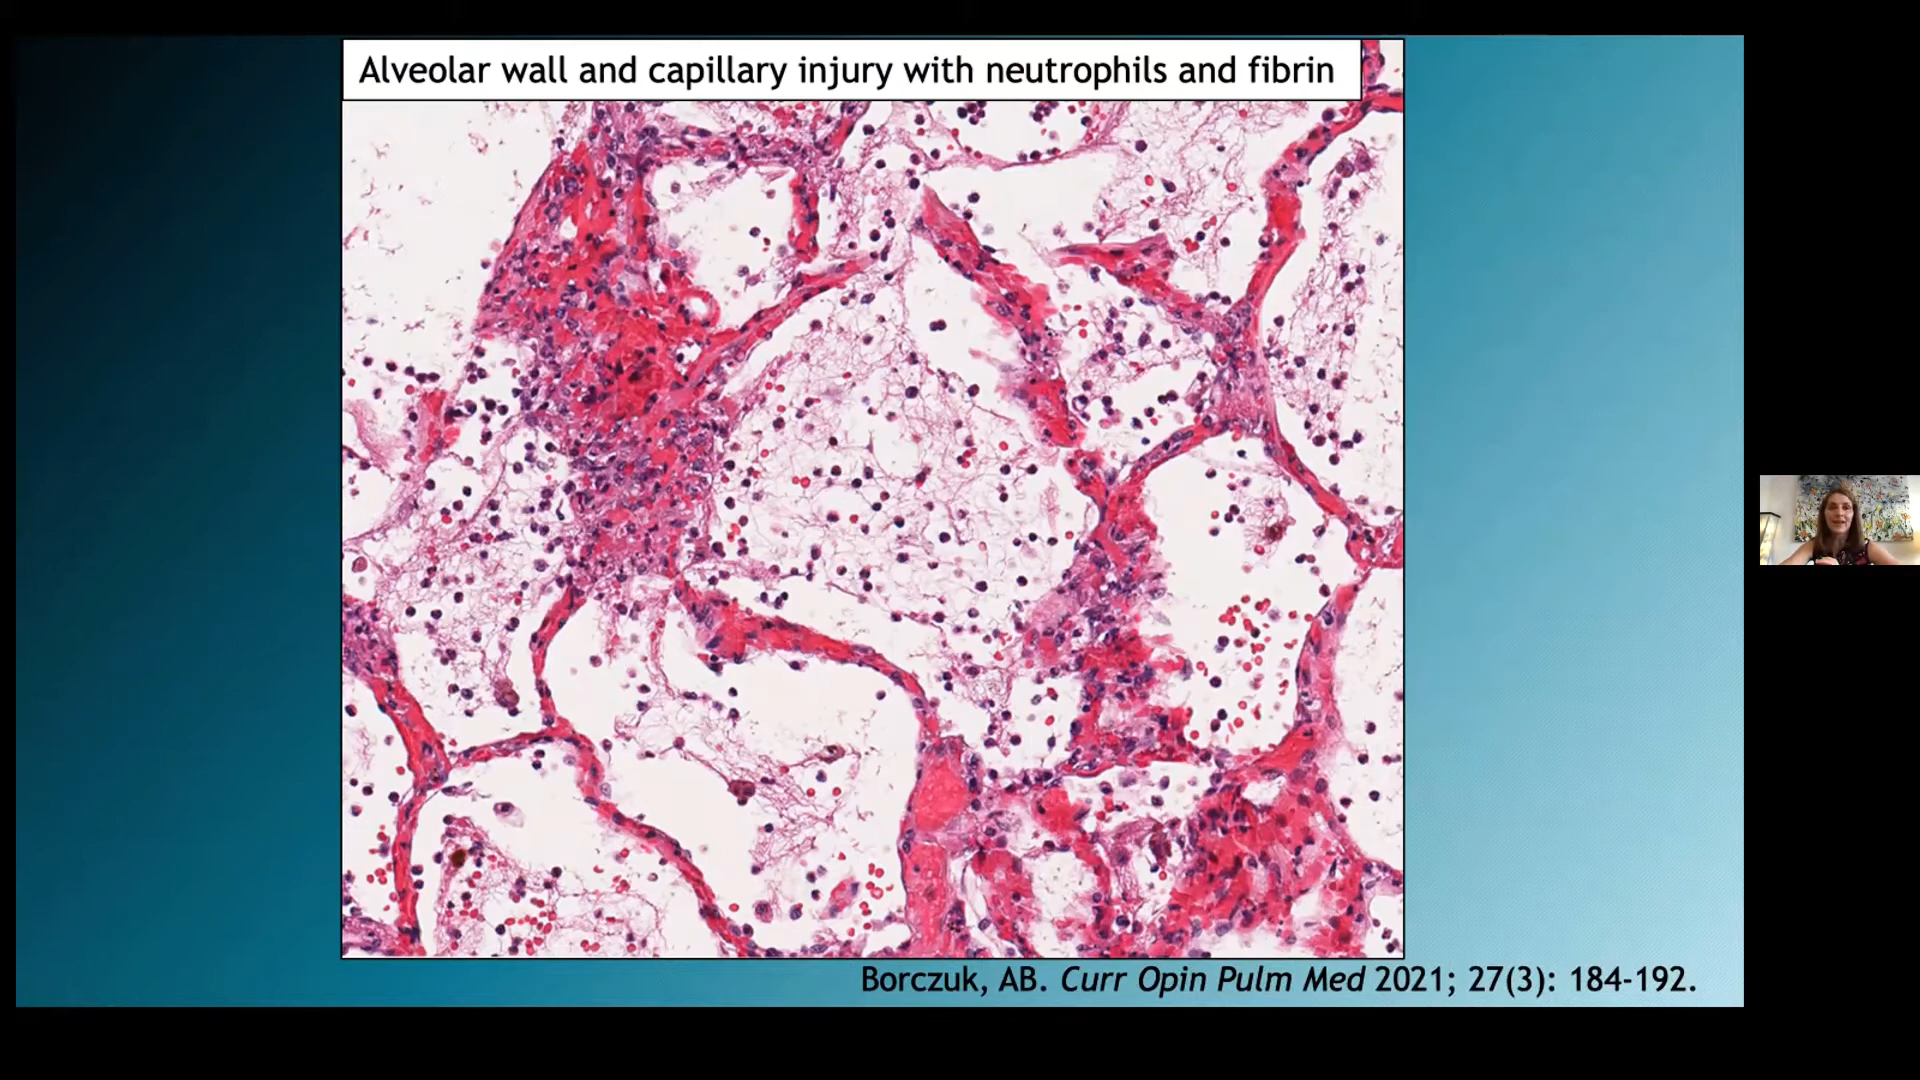 Alveolar wall and capillary injury with neutrophils and fibrin
Borczuk, AB. Curr Opin Pulm Med 2021; 27(3): 184-192.